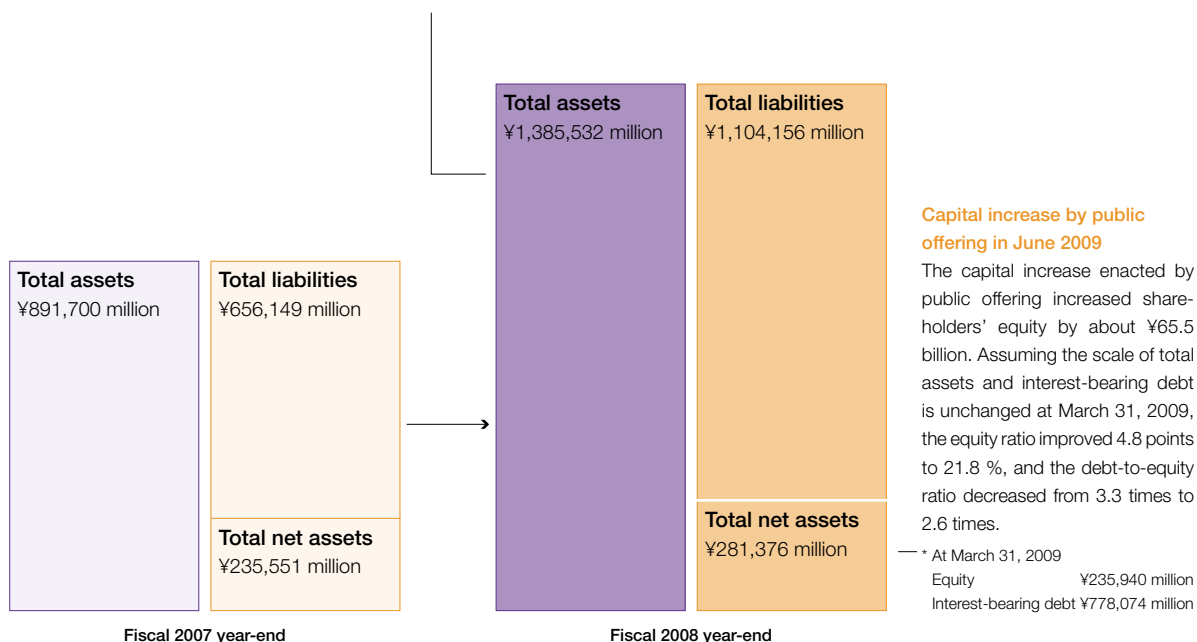 Total assets
¥891,700 million
Total liabilities
¥656,149 million
Total net assets
¥235,551 million
Fiscal 2007 year-end
Total assets
¥1,385,532 million
Total liabilities
¥1,104,156 million
Total net assets
¥281,376 million
Fiscal 2008 year-end
Capital increase by public
offering in June 2009
The capital increase enacted by
public offering increased share-
holders’ equity by about ¥65.5
billion. Assuming the scale of total
assets and interest-bearing debt
is unchanged at March 31, 2009,
the equity ratio improved 4.8 points
to 21.8 %, and the debt-to-equity
ratio decreased from 3.3 times to
2.6 times.
* At March 31, 2009
Equity ¥235,940 million
Interest-bearing debt ¥778,074 million